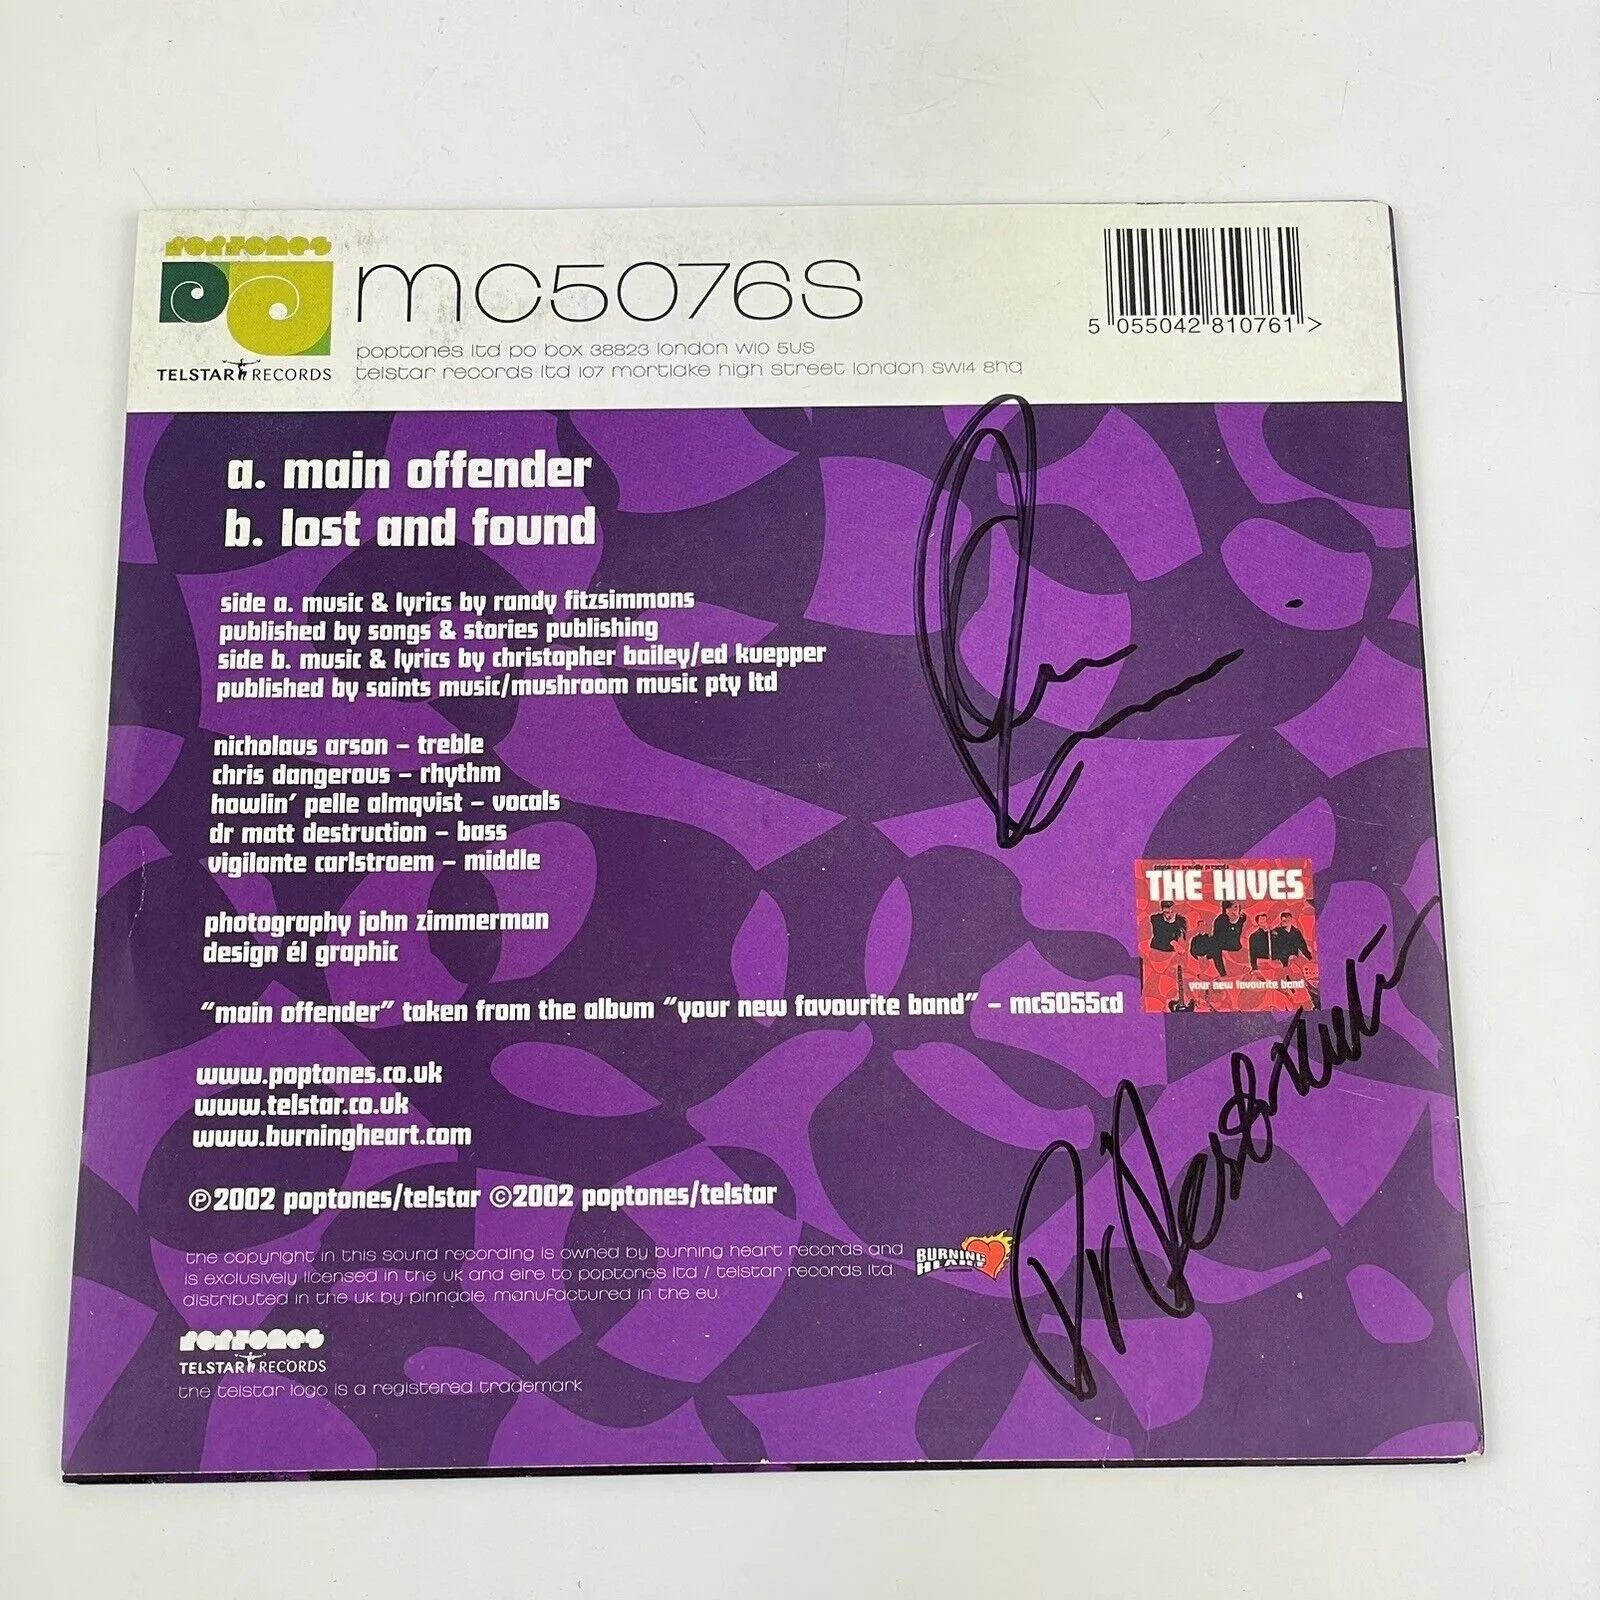 poptones
mc5076s
5 055042 810761 >
poptones ltd po box 38823 london w10 5us
TELSTAR RECORDS
telstar records ltd 107 mortlake high street london sw14 8hq
a. main offender
b. lost and found
side a. music & lyrics by randy fitzsimmons
published by songs & stories publishing
side b. music & lyrics by christopher bailey/ed kuepper
published by saints music/mushroom music pty ltd
nicholaus arson – treble
chris dangerous – rhythm
howlin' pelle almqvist – vocals
dr matt destruction – bass
vigilante carlstroem – middle
THE HIVES
your new favourite band
photography john zimmerman
design él graphic
"main offender" taken from the album "your new favourite band" – mc5055cd
www.poptones.co.uk
www.telstar.co.uk
www.burningheart.com
Ⓟ2002 poptones/telstar ©2002 poptones/telstar
the copyright in this sound recording is owned by burning heart records and
is exclusively licensed in the uk and eire to poptones ltd / telstar records ltd.
distributed in the uk by pinnacle. manufactured in the eu.
BURNING
HEART
poptones
TELSTAR RECORDS
the telstar logo is a registered trademark